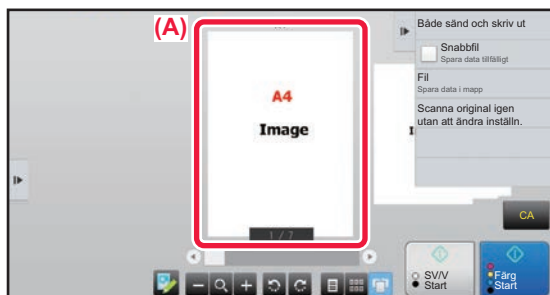 (A)
A4
Image
1 / 7
Både sänd och skriv ut
Snabbfil
Spara data tillfälligt
Fil
Spara data i mapp
Scanna original igen
utan att ändra inställn.
CA
SV/V
Start
Färg
Start